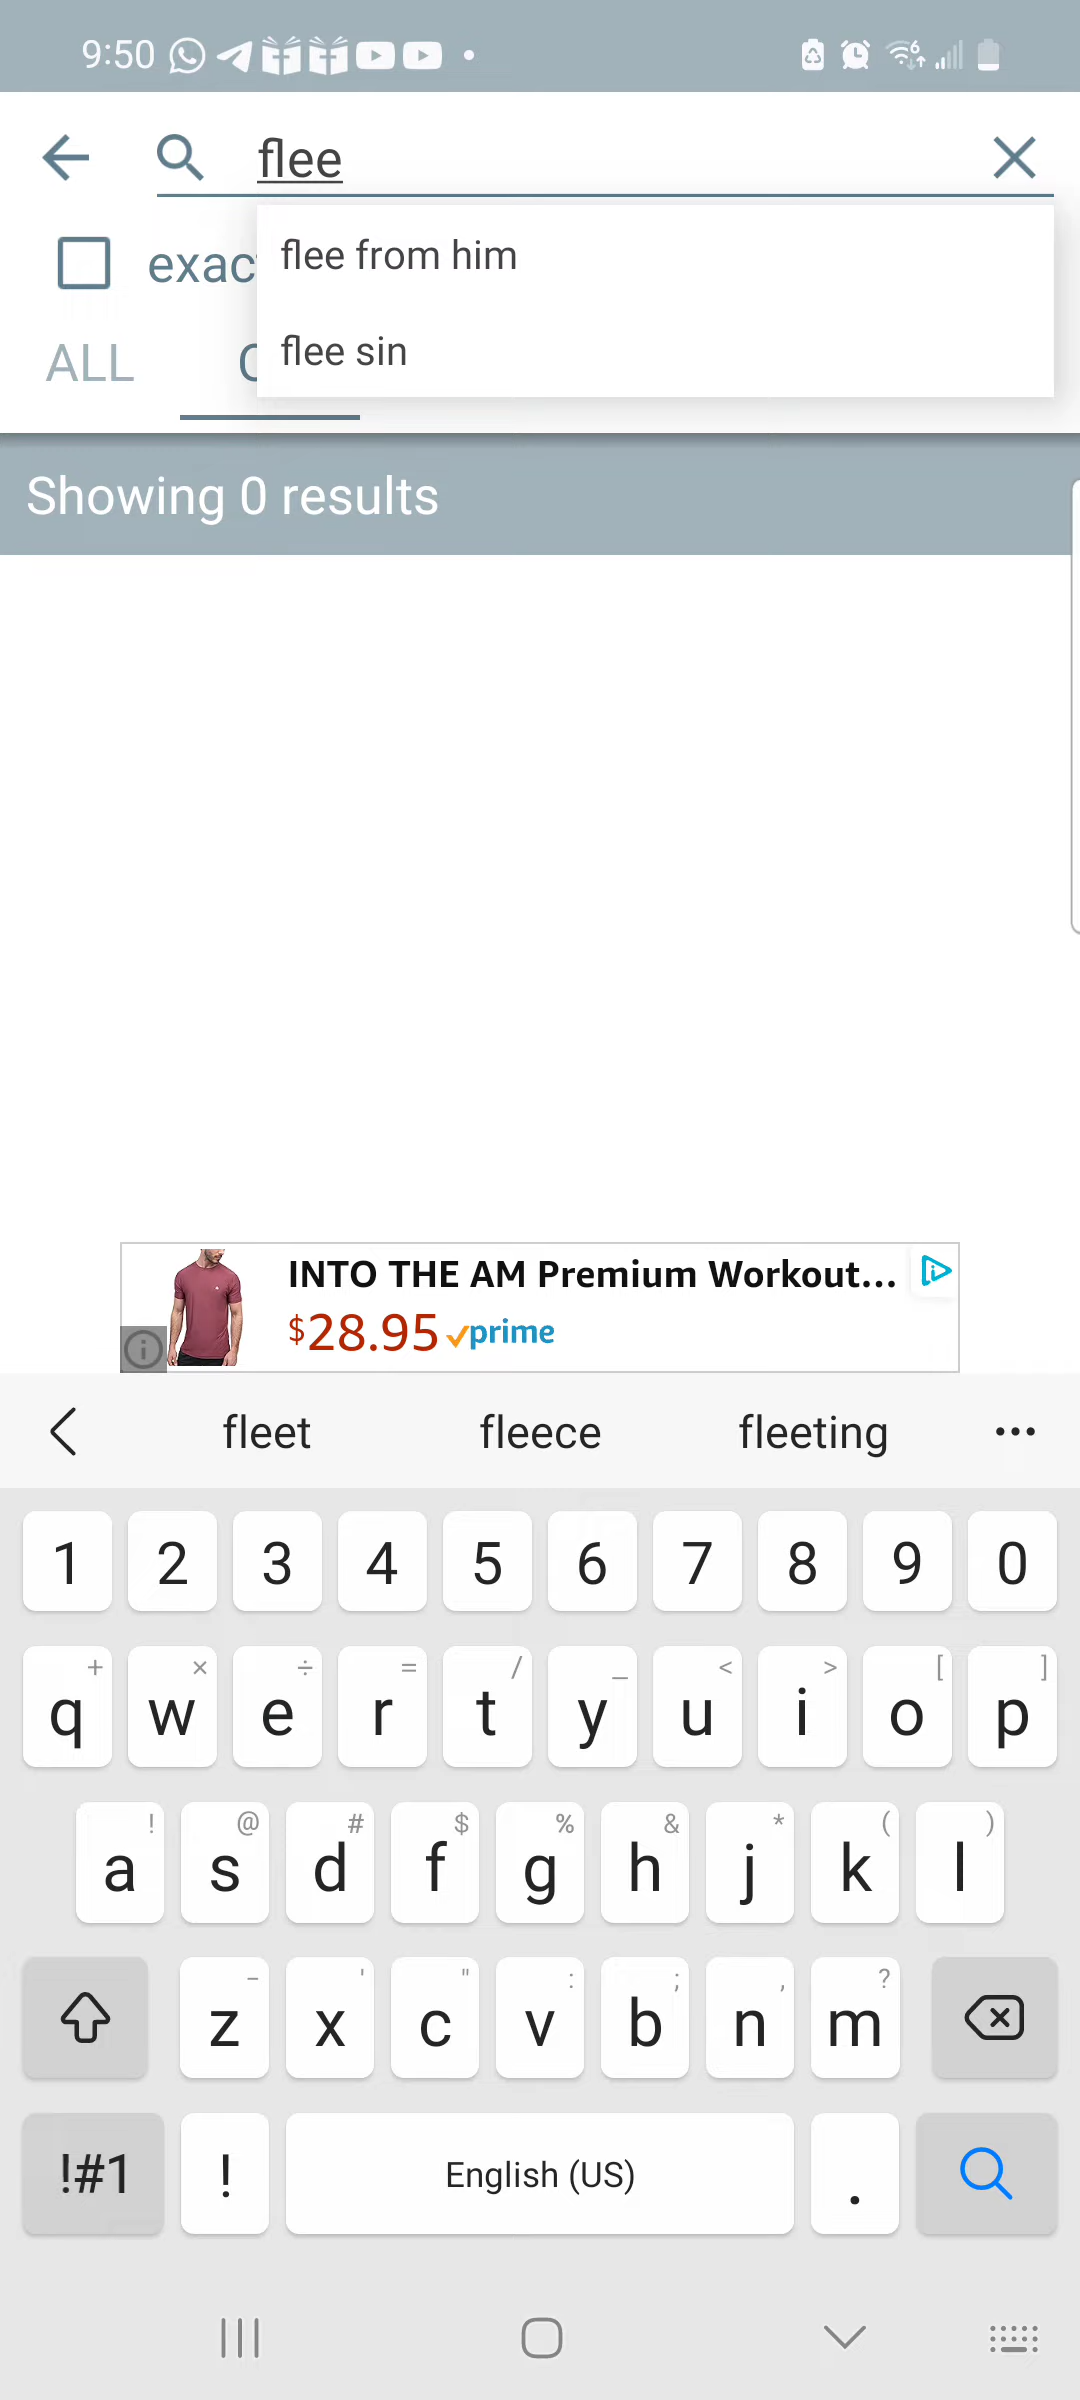 9:50
flee
exac
flee from him
ALL
flee sin
Showing 0 results
INTO THE AM Premium Workout...
$28.95 prime
fleet fleece fleeting
1 2 3 4 5 6 7 8 9 0
+ × ÷ = / _ < > [ ]
q w e r t y u i o p
! @ # $ % & * ( )
a s d f g h j k l
- ' " : ; , ?
z x c v b n m
!#1 ! English (US) .